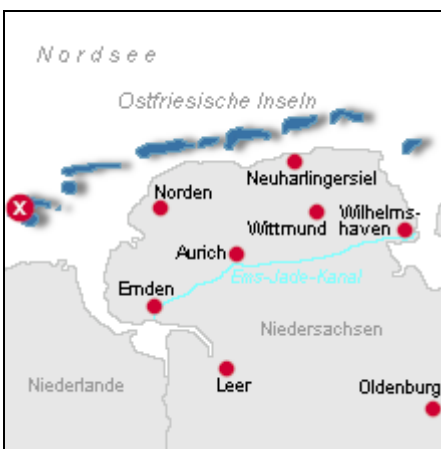 Nordsee
Ostfriesische Inseln
Neuharlingersiel
Norden
Wilhelms-
Wittmund haven
Aurich
Ems-Jade-Kanal
Emden
Niedersachsen
Niederlande
Leer
Oldenburg
X